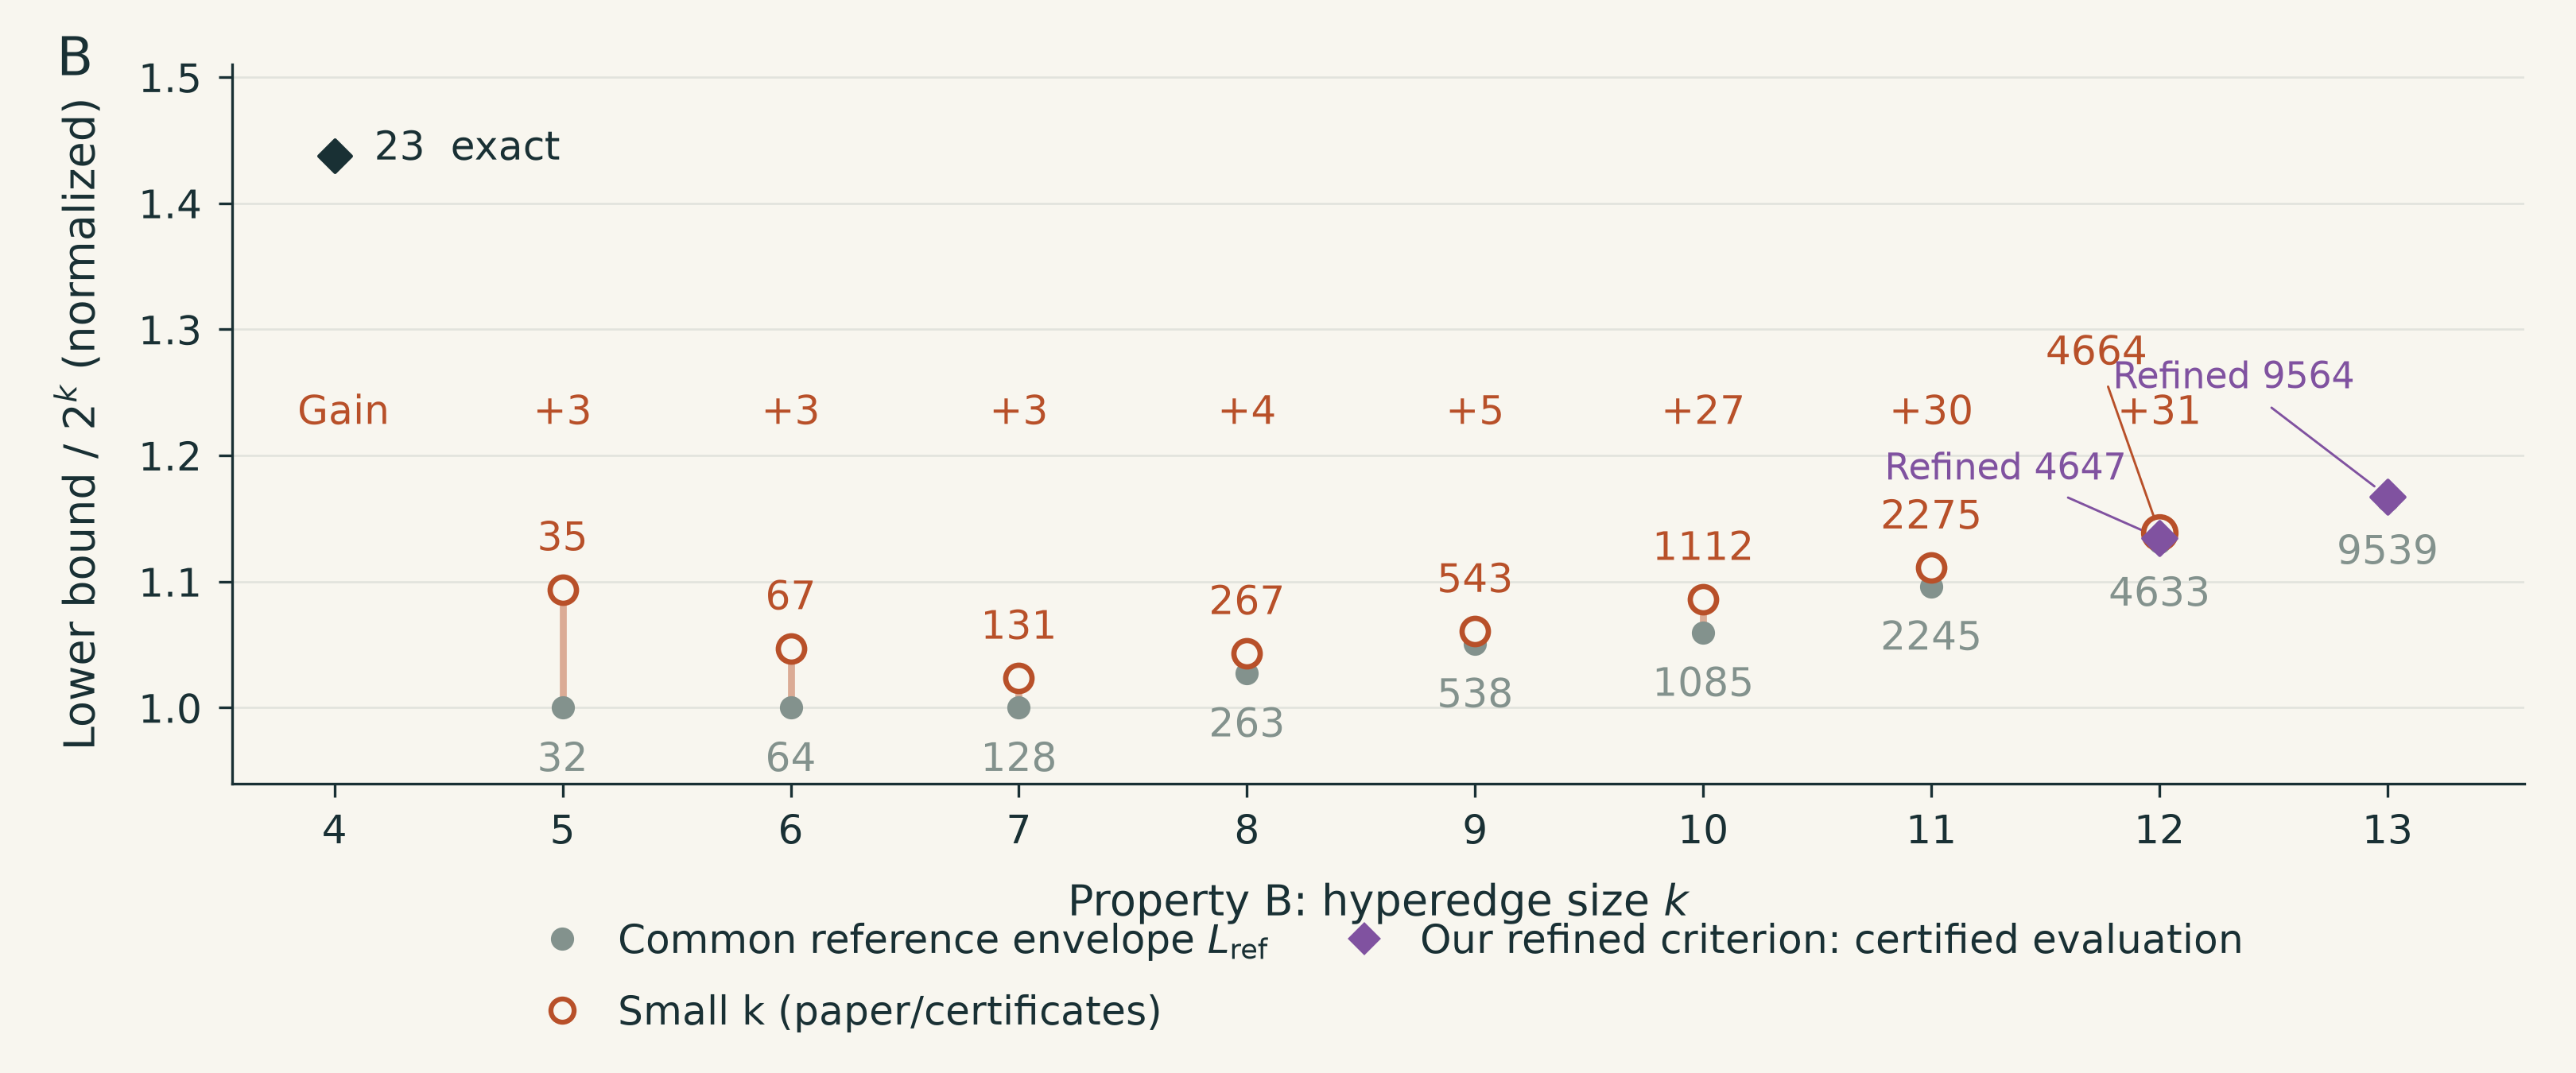 B
Lower bound / 2^k (normalized)
1.5
1.4
1.3
1.2
1.1
1.0
23 exact
4664
Refined 9564
Gain +3 +3 +3 +4 +5 +27 +30 +31
Refined 4647
35 67 131 267 543 1112 2275
32 64 128 263 538 1085 2245 4633 9539
4 5 6 7 8 9 10 11 12 13
Property B: hyperedge size k
Common reference envelope L_ref
Our refined criterion: certified evaluation
Small k (paper/certificates)